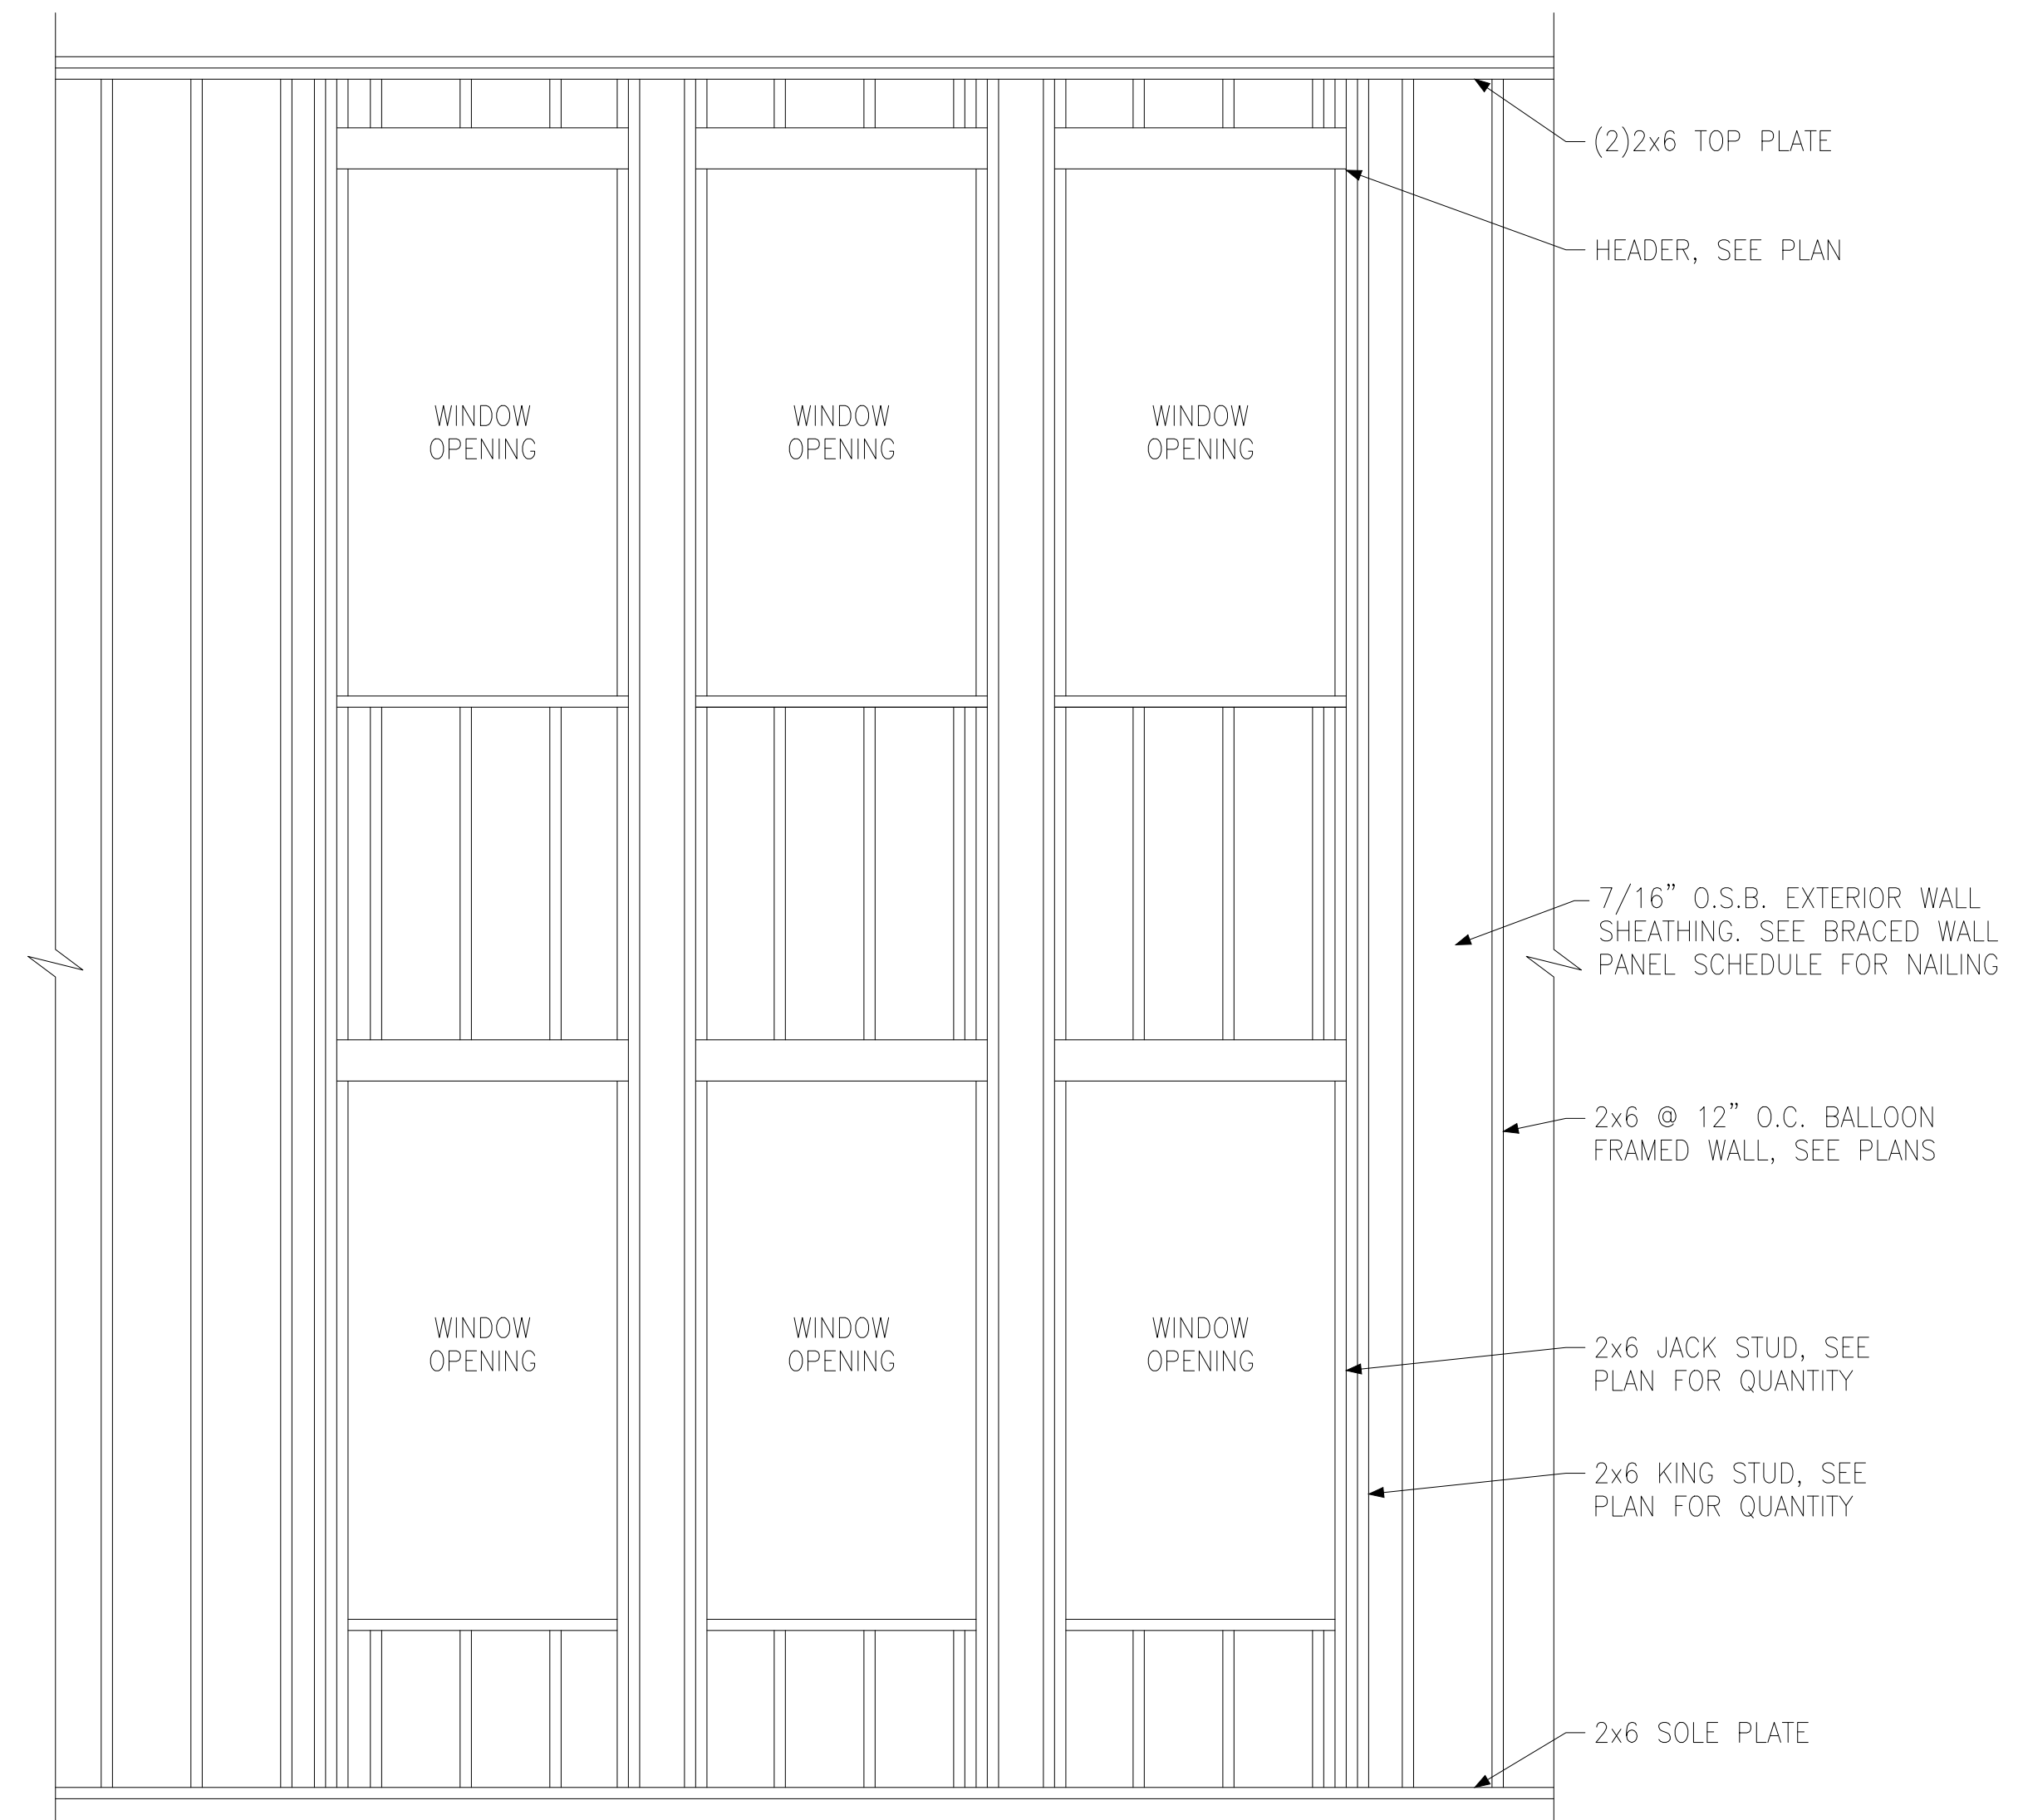 (2)2x6 TOP PLATE
HEADER, SEE PLAN
WINDOW
OPENING
WINDOW
OPENING
WINDOW
OPENING
7/16" O.S.B. EXTERIOR WALL
SHEATHING. SEE BRACED WALL
PANEL SCHEDULE FOR NAILING
2x6 @ 12" O.C. BALLOON
FRAMED WALL, SEE PLANS
WINDOW
OPENING
WINDOW
OPENING
WINDOW
OPENING
2x6 JACK STUD, SEE
PLAN FOR QUANTITY
2x6 KING STUD, SEE
PLAN FOR QUANTITY
2x6 SOLE PLATE